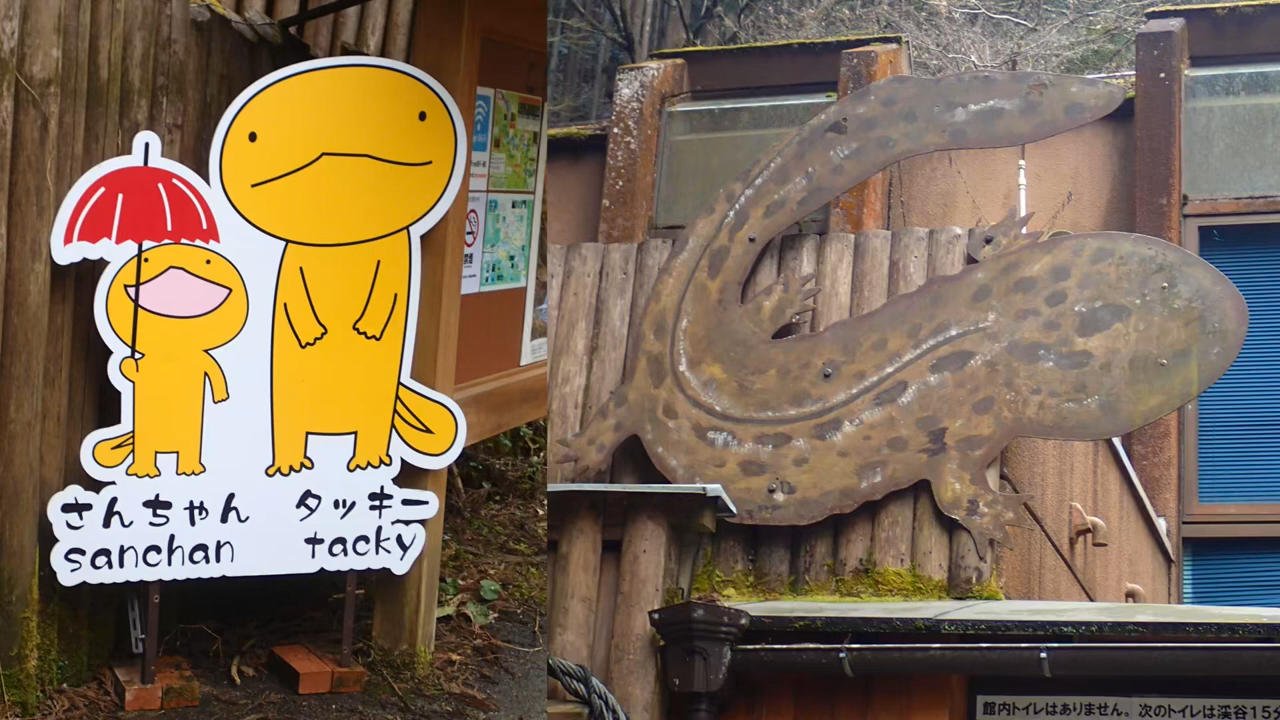 さんちゃん タッキー
sanchan tacky
館内トイレはありません。次のトイレは渓谷15分